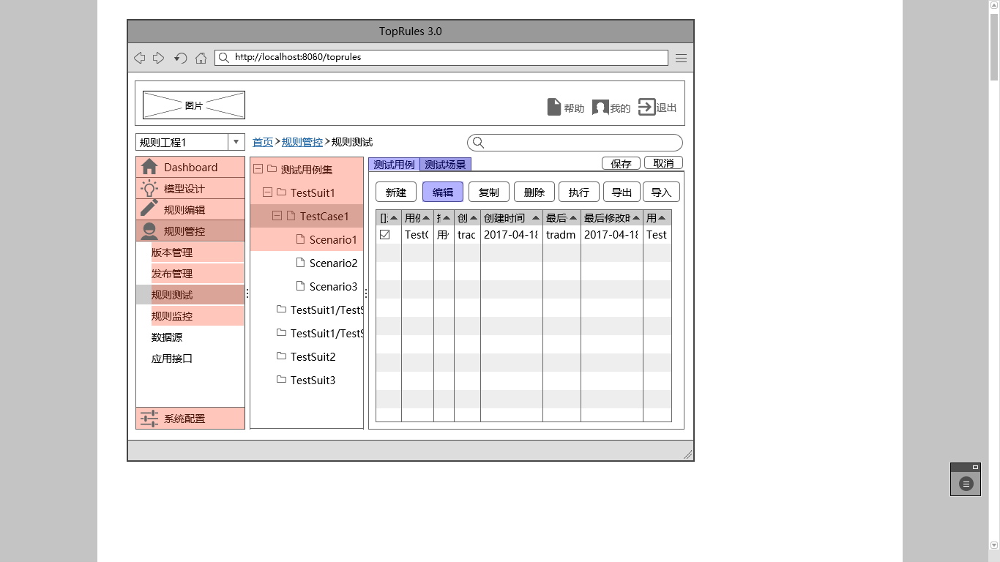 TopRules 3.0
http://localhost:8080/toprules
图片
帮助 我的 退出
规则工程1
首页 > 规则管控 > 规则测试
Dashboard
模型设计
规则编辑
规则管控
版本管理
发布管理
规则测试
规则监控
数据源
应用接口
系统配置
测试用例集
TestSuit1
TestCase1
Scenario1
Scenario2
Scenario3
TestSuit1/TestS
TestSuit1/TestS
TestSuit2
TestSuit3
测试用例 测试场景 保存 取消
新建 编辑 复制 删除 执行 导出 导入
创 创建时间 最后 最后修改时 用
TestC 用 trac 2017-04-18 tradm 2017-04-18 Test